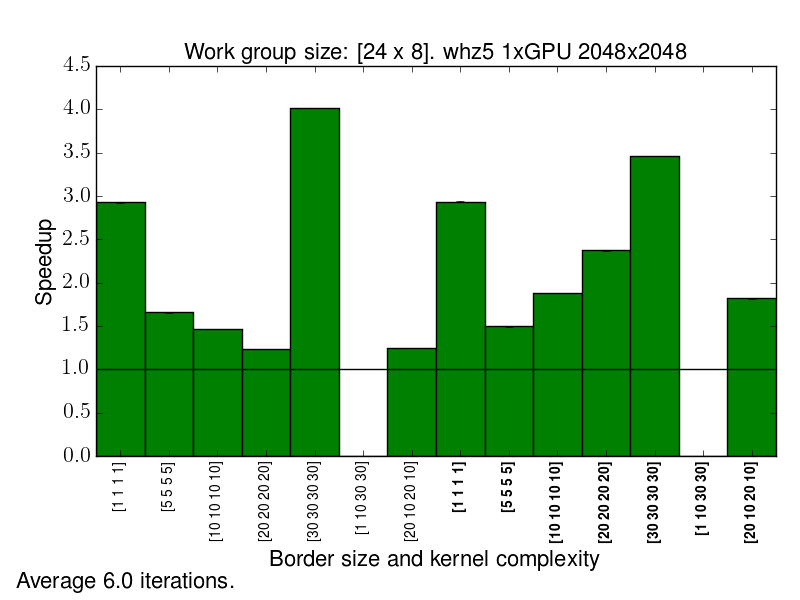 Work group size: [24 x 8]. whz5 1xGPU 2048x2048
4.5
4.0
3.5
3.0
2.5
2.0
1.5
1.0
0.5
0.0
Speedup
[1 1 1 1]
[5 5 5 5]
[10 10 10 10]
[20 20 20 20]
[30 30 30 30]
[1 10 30 30]
[20 10 20 10]
[1 1 1 1]
[5 5 5 5]
[10 10 10 10]
[20 20 20 20]
[30 30 30 30]
[1 10 30 30]
[20 10 20 10]
Border size and kernel complexity
Average 6.0 iterations.